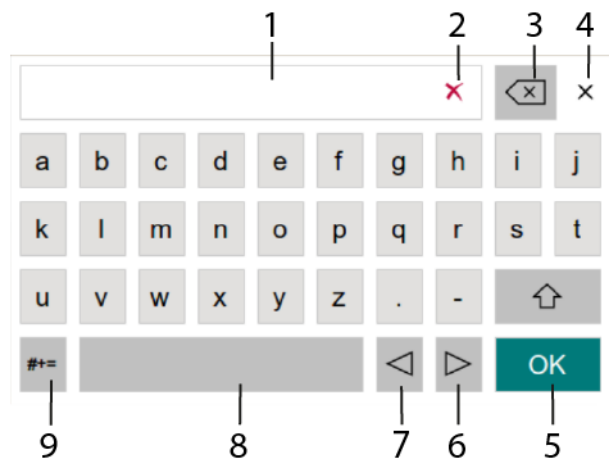 1 2 3 4
a b c d e f g h i j
k l m n o p q r s t
u v w x y z . -
#+= OK
9 8 7 6 5